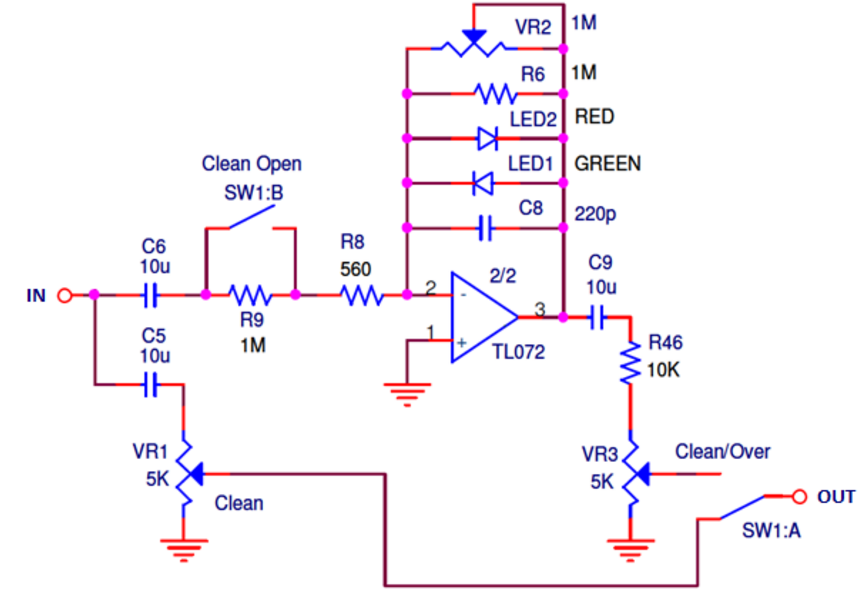 VR2
1M
R6
1M
LED2
RED
LED1
GREEN
C8
220p
Clean Open
SW1:B
C6
10u
R8
560
IN
R9
1M
C5
10u
2
-
2/2
1
+
3
TL072
C9
10u
R46
10K
VR1
5K
Clean
VR3
5K
Clean/Over
OUT
SW1:A